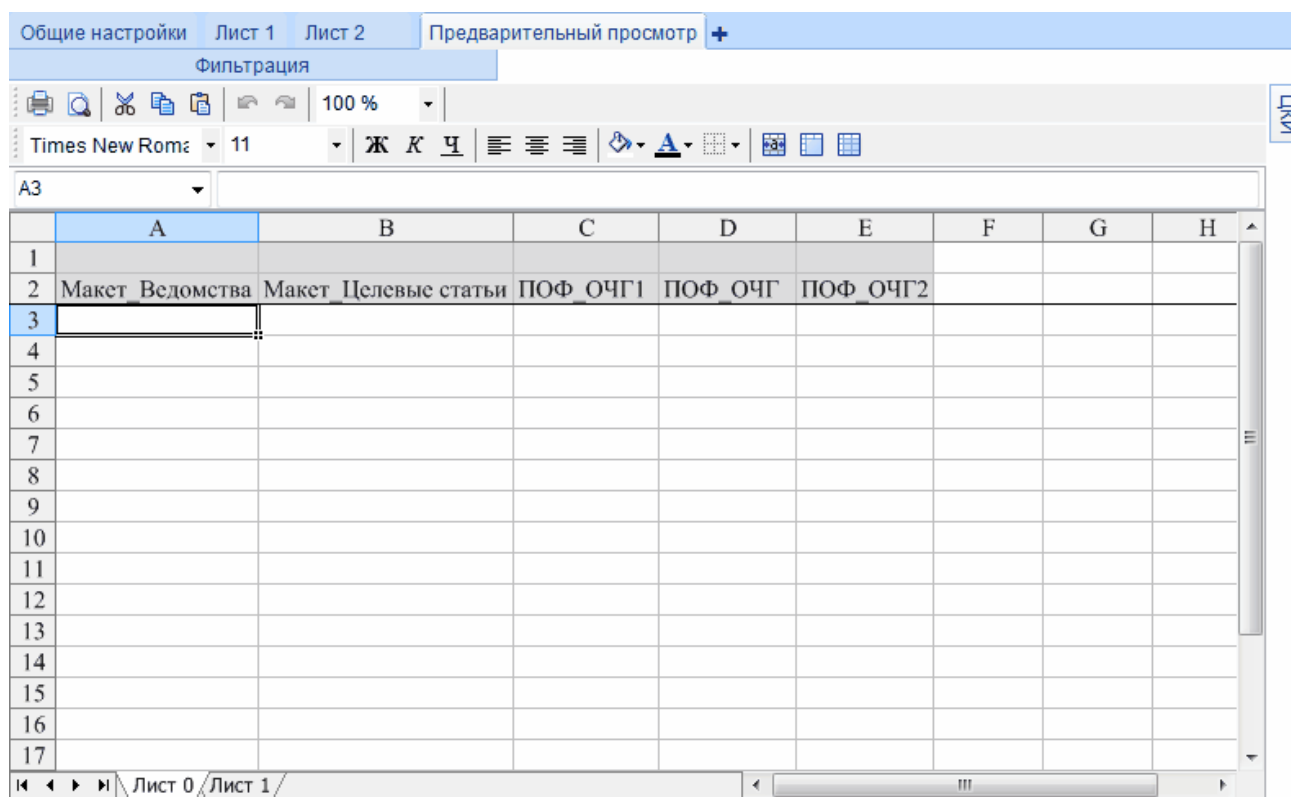 Общие настройки Лист 1 Лист 2 Предварительный просмотр
Фильтрация
100 %
Times New Roma 11 Ж К Ч А a
A3
A B C D E F G H
1
2 Макет_Ведомства Макет_Целевые статьи ПОФ_ОЧГ1 ПОФ_ОЧГ ПОФ_ОЧГ2
3
4
5
6
7
8
9
10
11
12
13
14
15
16
17
Лист 0 Лист 1